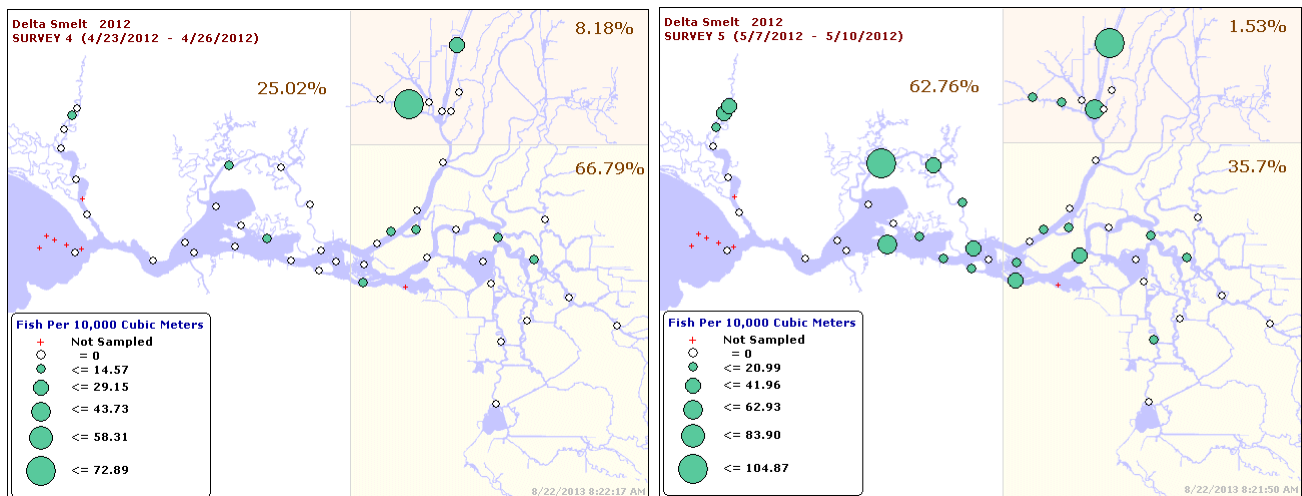 Delta Smelt 2012
SURVEY 4 (4/23/2012 - 4/26/2012)
8.18%
25.02%
66.79%
Fish Per 10,000 Cubic Meters
Not Sampled
= 0
<= 14.57
<= 29.15
<= 43.73
<= 58.31
<= 72.89
8/22/2013 8:22:17 AM
Delta Smelt 2012
SURVEY 5 (5/7/2012 - 5/10/2012)
1.53%
62.76%
35.7%
Fish Per 10,000 Cubic Meters
Not Sampled
= 0
<= 20.99
<= 41.96
<= 62.93
<= 83.90
<= 104.87
8/22/2013 8:21:50 AM